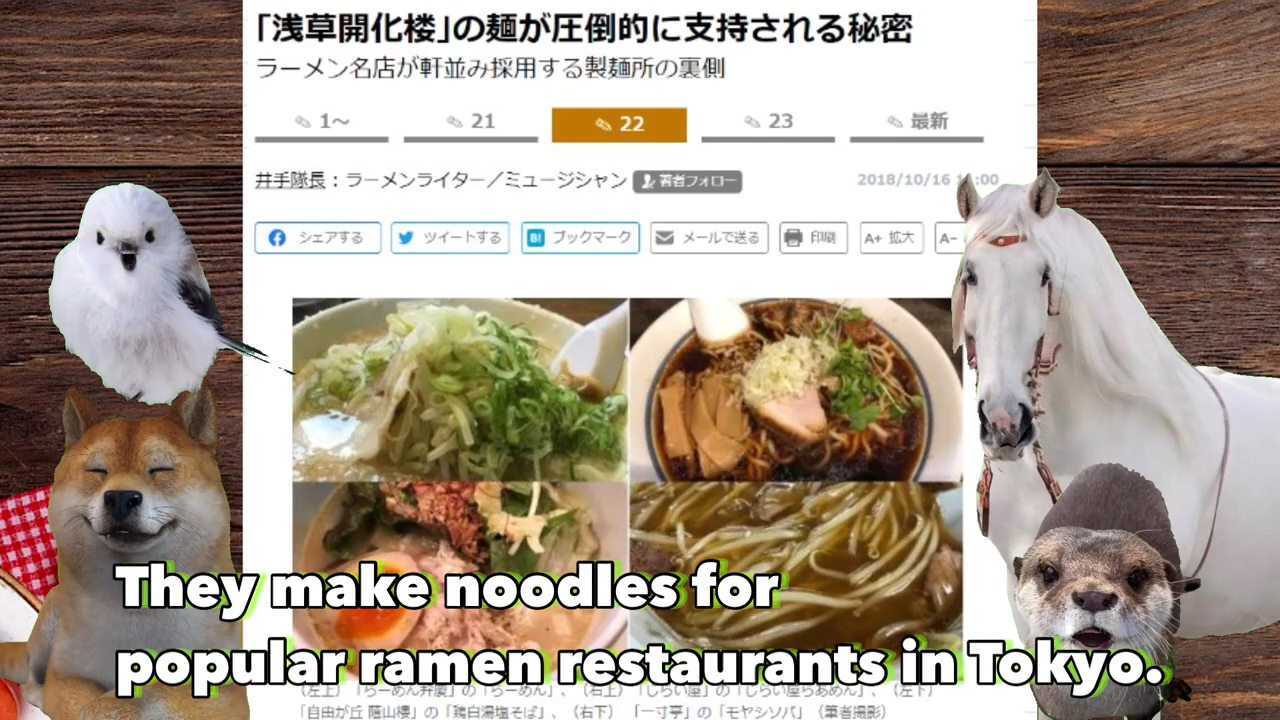 「浅草開化楼」の麺が圧倒的に支持される秘密
ラーメン名店が軒並み採用する製麺所の裏側
1～ 21 22 23 最新
井手隊長：ラーメンライター／ミュージシャン 著者フォロー 2018/10/16 :00
シェアする ツイートする B! ブックマーク メールで送る 印刷 A+ 拡大 A-
They make noodles for
popular ramen restaurants in Tokyo.
（左上）「らーめん弁慶」の「らーめん」、（右上）「しらい屋」の「しらい屋らあめん」、（左下）
「自由が丘 蔭山樓」の「鶏白湯塩そば」、（右下）「一寸亭」の「モヤシソバ」（筆者撮影）